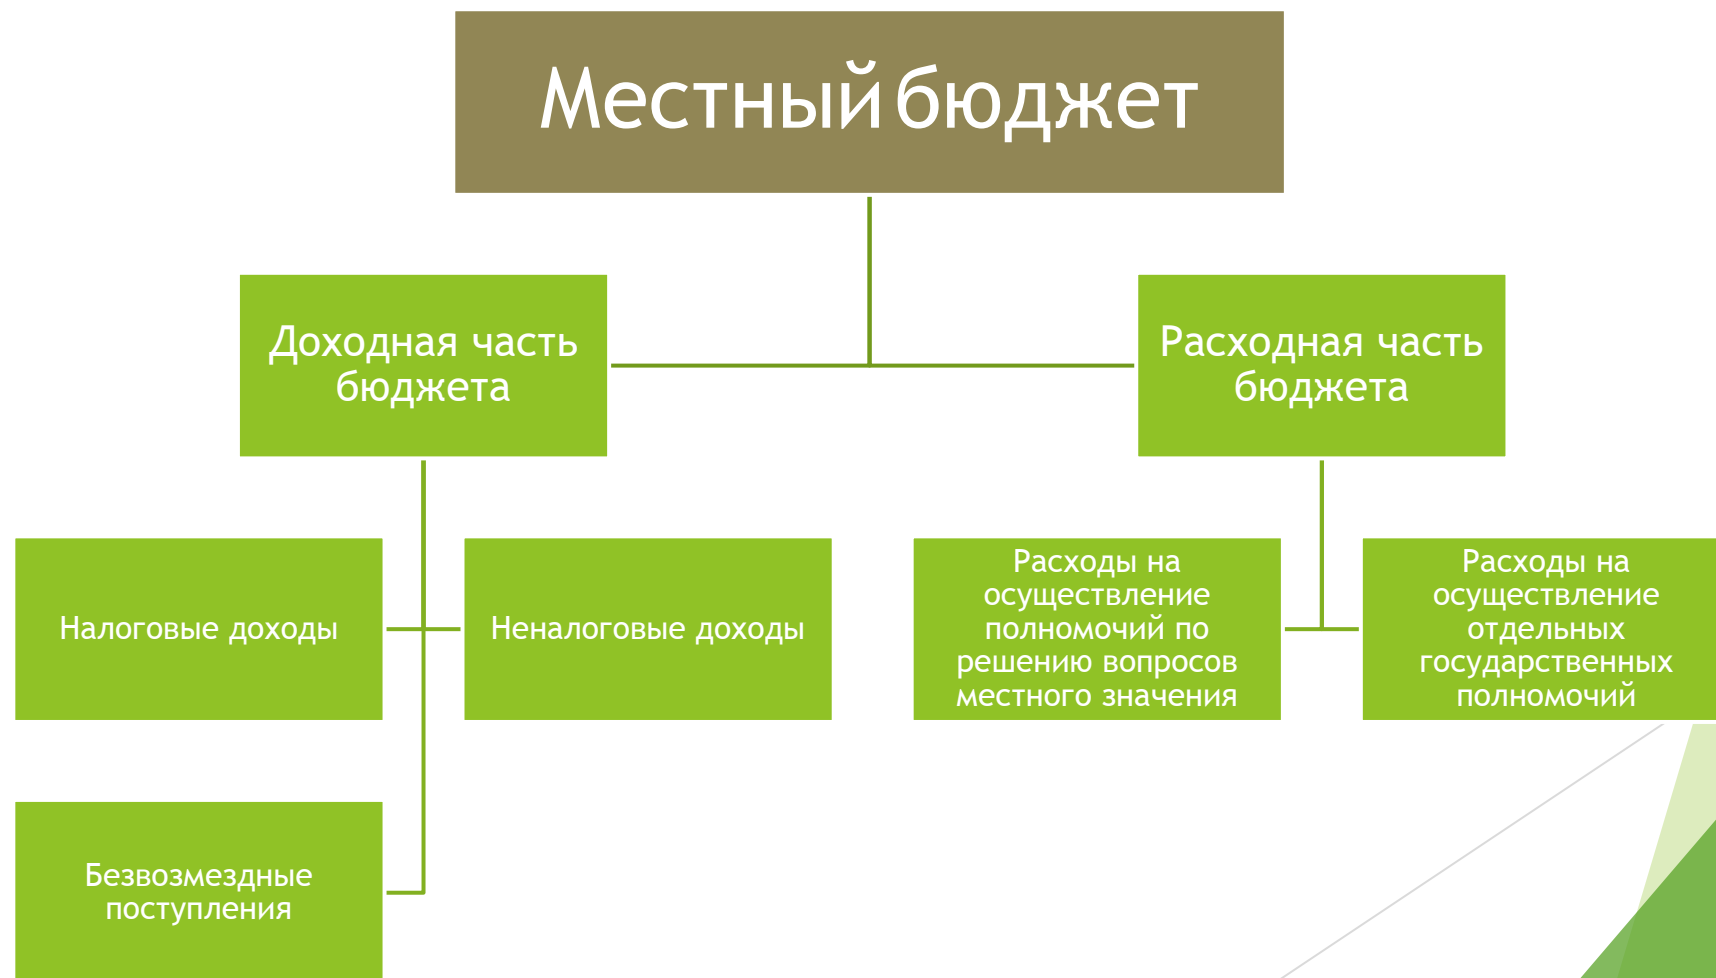 Местный бюджет
Доходная часть
бюджета
Расходная часть
бюджета
Налоговые доходы
Неналоговые доходы
Расходы на
осуществление
полномочий по
решению вопросов
местного значения
Расходы на
осуществление
отдельных
государственных
полномочий
Безвозмездные
поступления